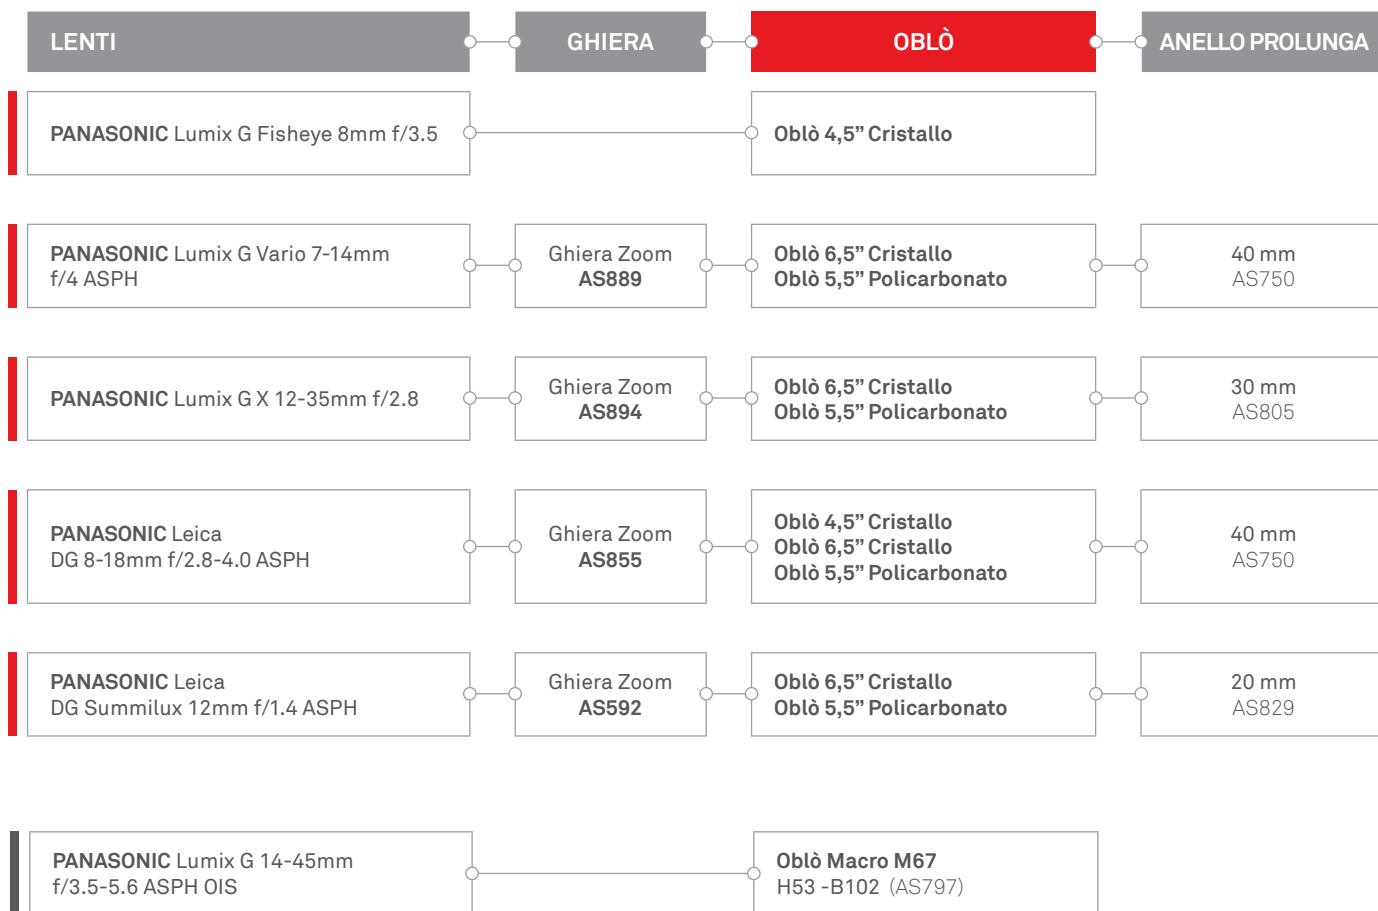 LENTI
GHIERA
OBLÒ
ANELLO PROLUNGA
PANASONIC Lumix G Fisheye 8mm f/3.5
Oblò 4,5” Cristallo
PANASONIC Lumix G Vario 7-14mm
f/4 ASPH
Ghiera Zoom
AS889
Oblò 6,5” Cristallo
Oblò 5,5” Policarbonato
40 mm
AS750
PANASONIC Lumix G X 12-35mm f/2.8
Ghiera Zoom
AS894
Oblò 6,5” Cristallo
Oblò 5,5” Policarbonato
30 mm
AS805
PANASONIC Leica
DG 8-18mm f/2.8-4.0 ASPH
Ghiera Zoom
AS855
Oblò 4,5” Cristallo
Oblò 6,5” Cristallo
Oblò 5,5” Policarbonato
40 mm
AS750
PANASONIC Leica
DG Summilux 12mm f/1.4 ASPH
Ghiera Zoom
AS592
Oblò 6,5” Cristallo
Oblò 5,5” Policarbonato
20 mm
AS829
PANASONIC Lumix G 14-45mm
f/3.5-5.6 ASPH OIS
Oblò Macro M67
H53 -B102 (AS797)